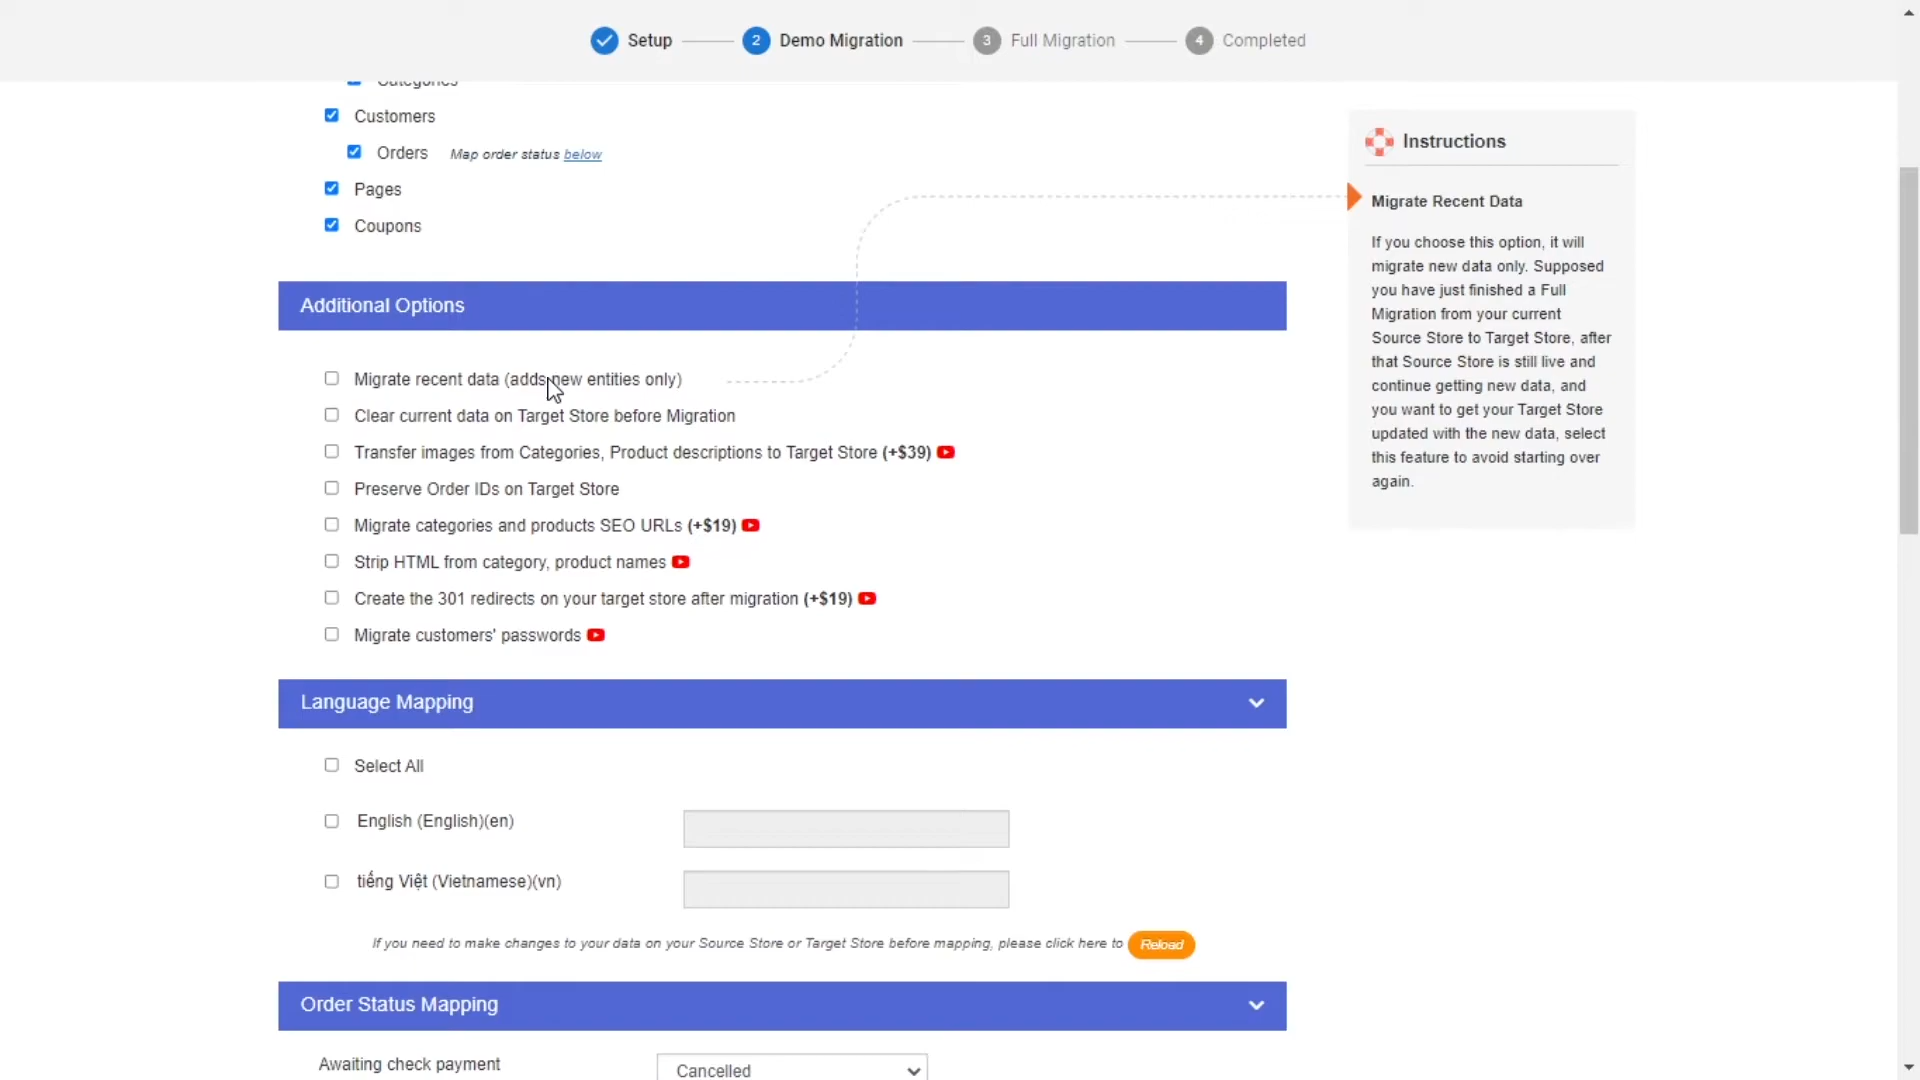 Setup
2
Demo Migration
3
Full Migration
4
Completed
Categories
Customers
Orders Map order status below
Pages
Coupons
Additional Options
Migrate recent data (adds new entities only)
Clear current data on Target Store before Migration
Transfer images from Categories, Product descriptions to Target Store (+$39)
Preserve Order IDs on Target Store
Migrate categories and products SEO URLs (+$19)
Strip HTML from category, product names
Create the 301 redirects on your target store after migration (+$19)
Migrate customers' passwords
Language Mapping
Select All
English (English)(en)
tiếng Việt (Vietnamese)(vn)
If you need to make changes to your data on your Source Store or Target Store before mapping, please click here to Reload
Order Status Mapping
Awaiting check payment
Cancelled
Instructions
Migrate Recent Data
If you choose this option, it will
migrate new data only. Supposed
you have just finished a Full
Migration from your current
Source Store to Target Store, after
that Source Store is still live and
continue getting new data, and
you want to get your Target Store
updated with the new data, select
this feature to avoid starting over
again.